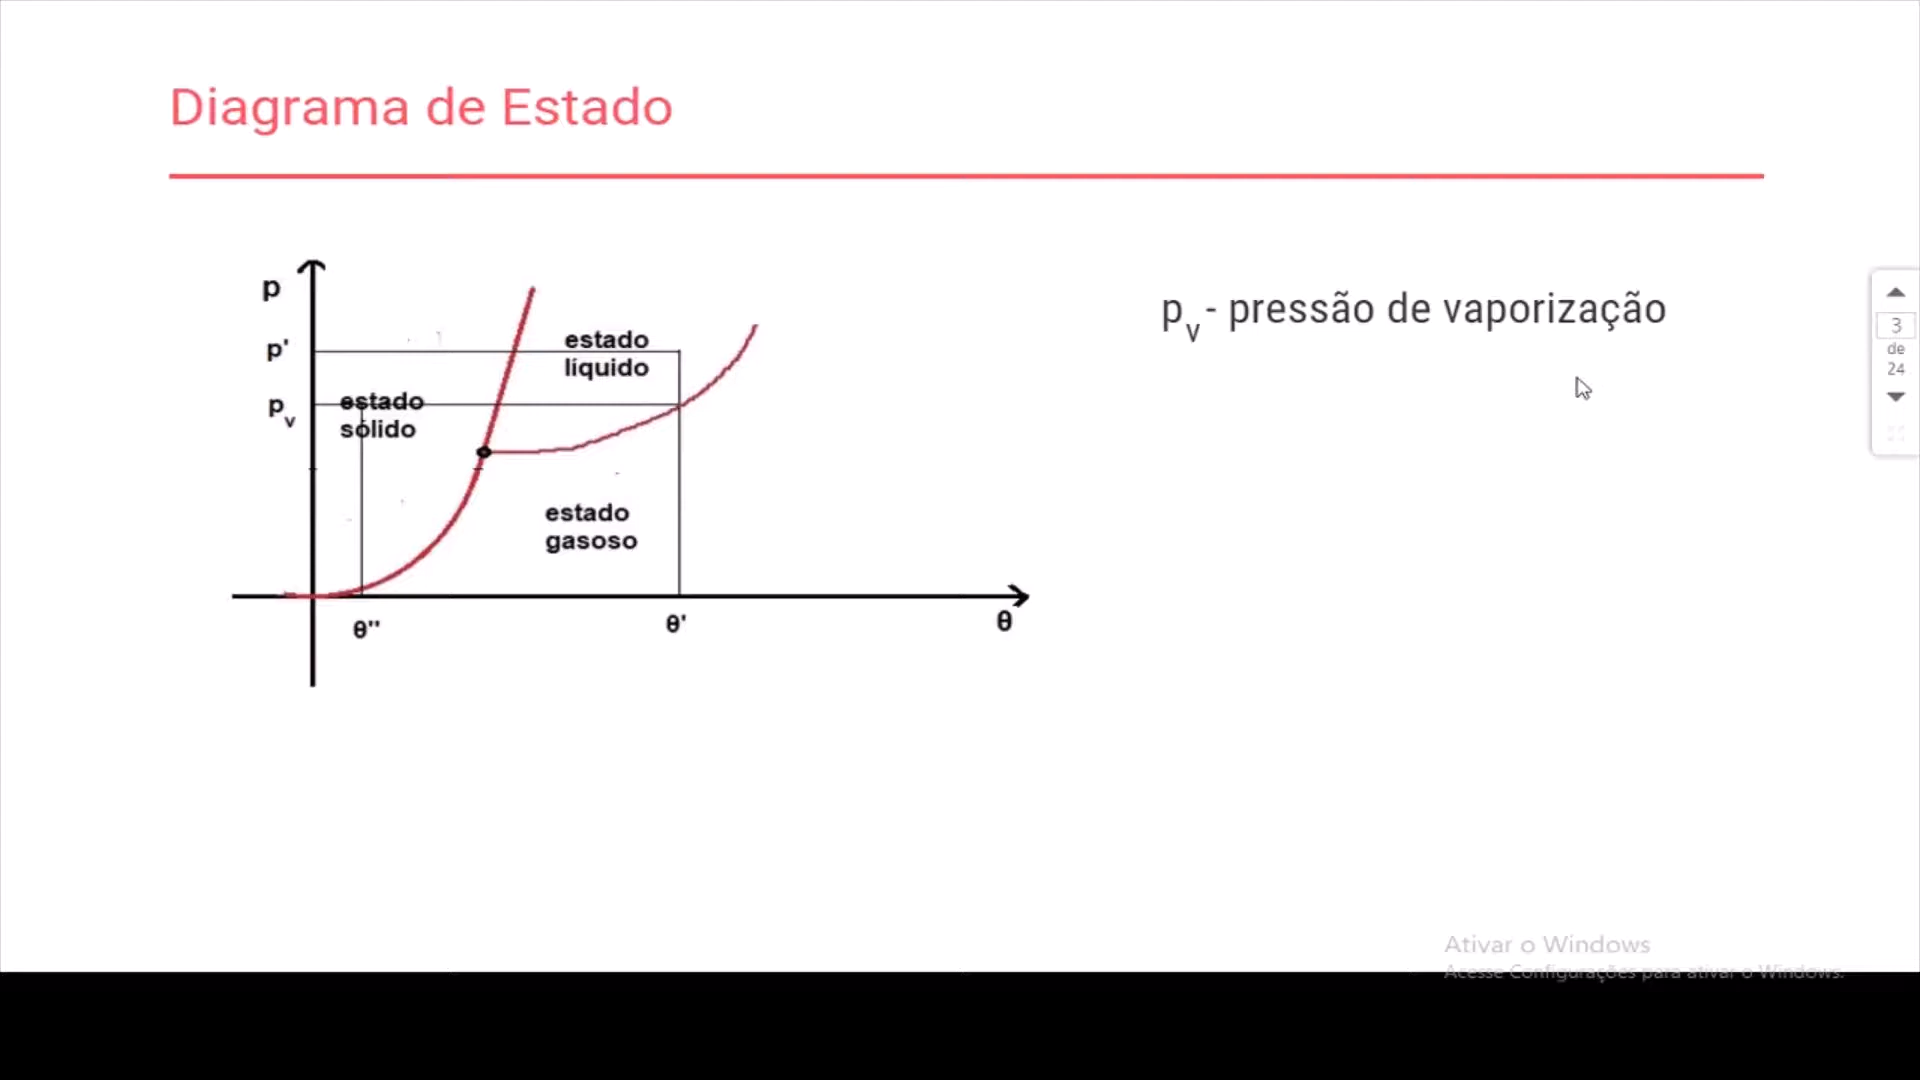 Diagrama de Estado
p
p'
estado
líquido
p_v - pressão de vaporização
p_v
estado
sólido
estado
gasoso
θ''
θ'
θ
3
de
24
Ativar o Windows
Acesse Configurações para ativar o Windows.